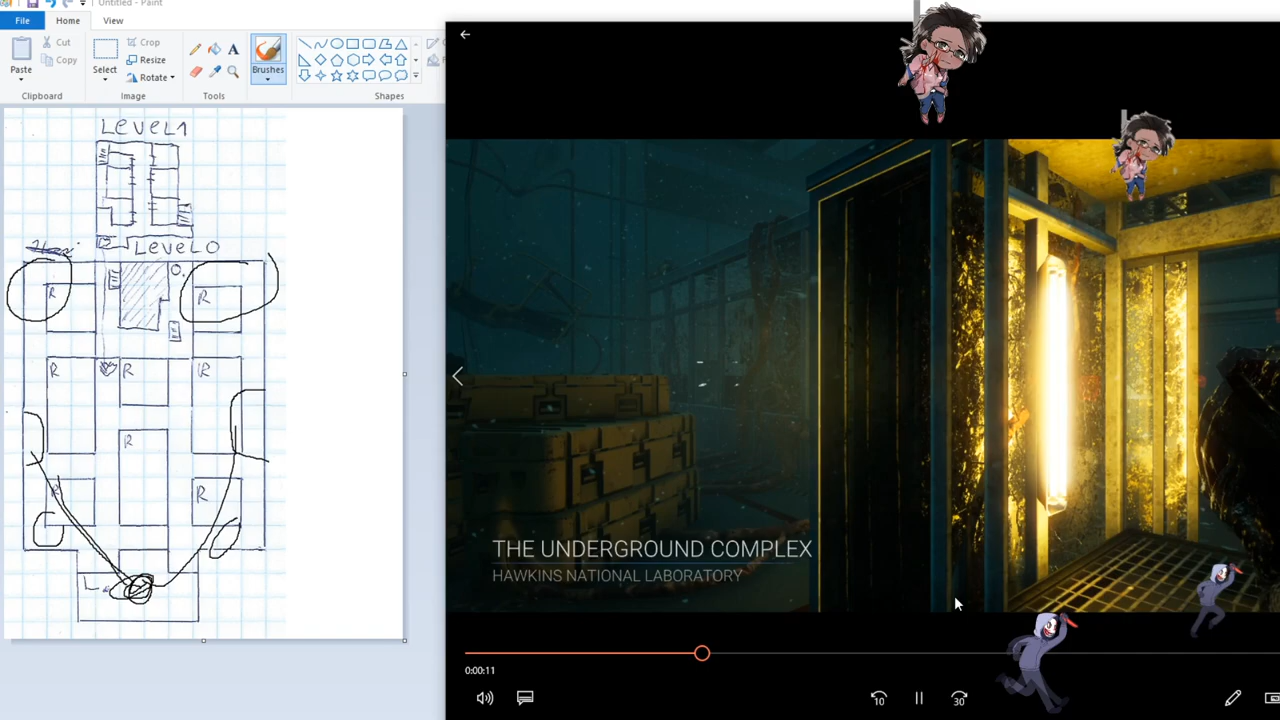 Untitled - Paint
File
Home
View
Paste
Cut
Copy
Clipboard
Select
Crop
Resize
Rotate
Image
A
Tools
Brushes
Shapes
LEVEL1
LEVEL0
R
O.
R
R
R
R
R
R
R
L
THE UNDERGROUND COMPLEX
HAWKINS NATIONAL LABORATORY
0:00:11
10
30